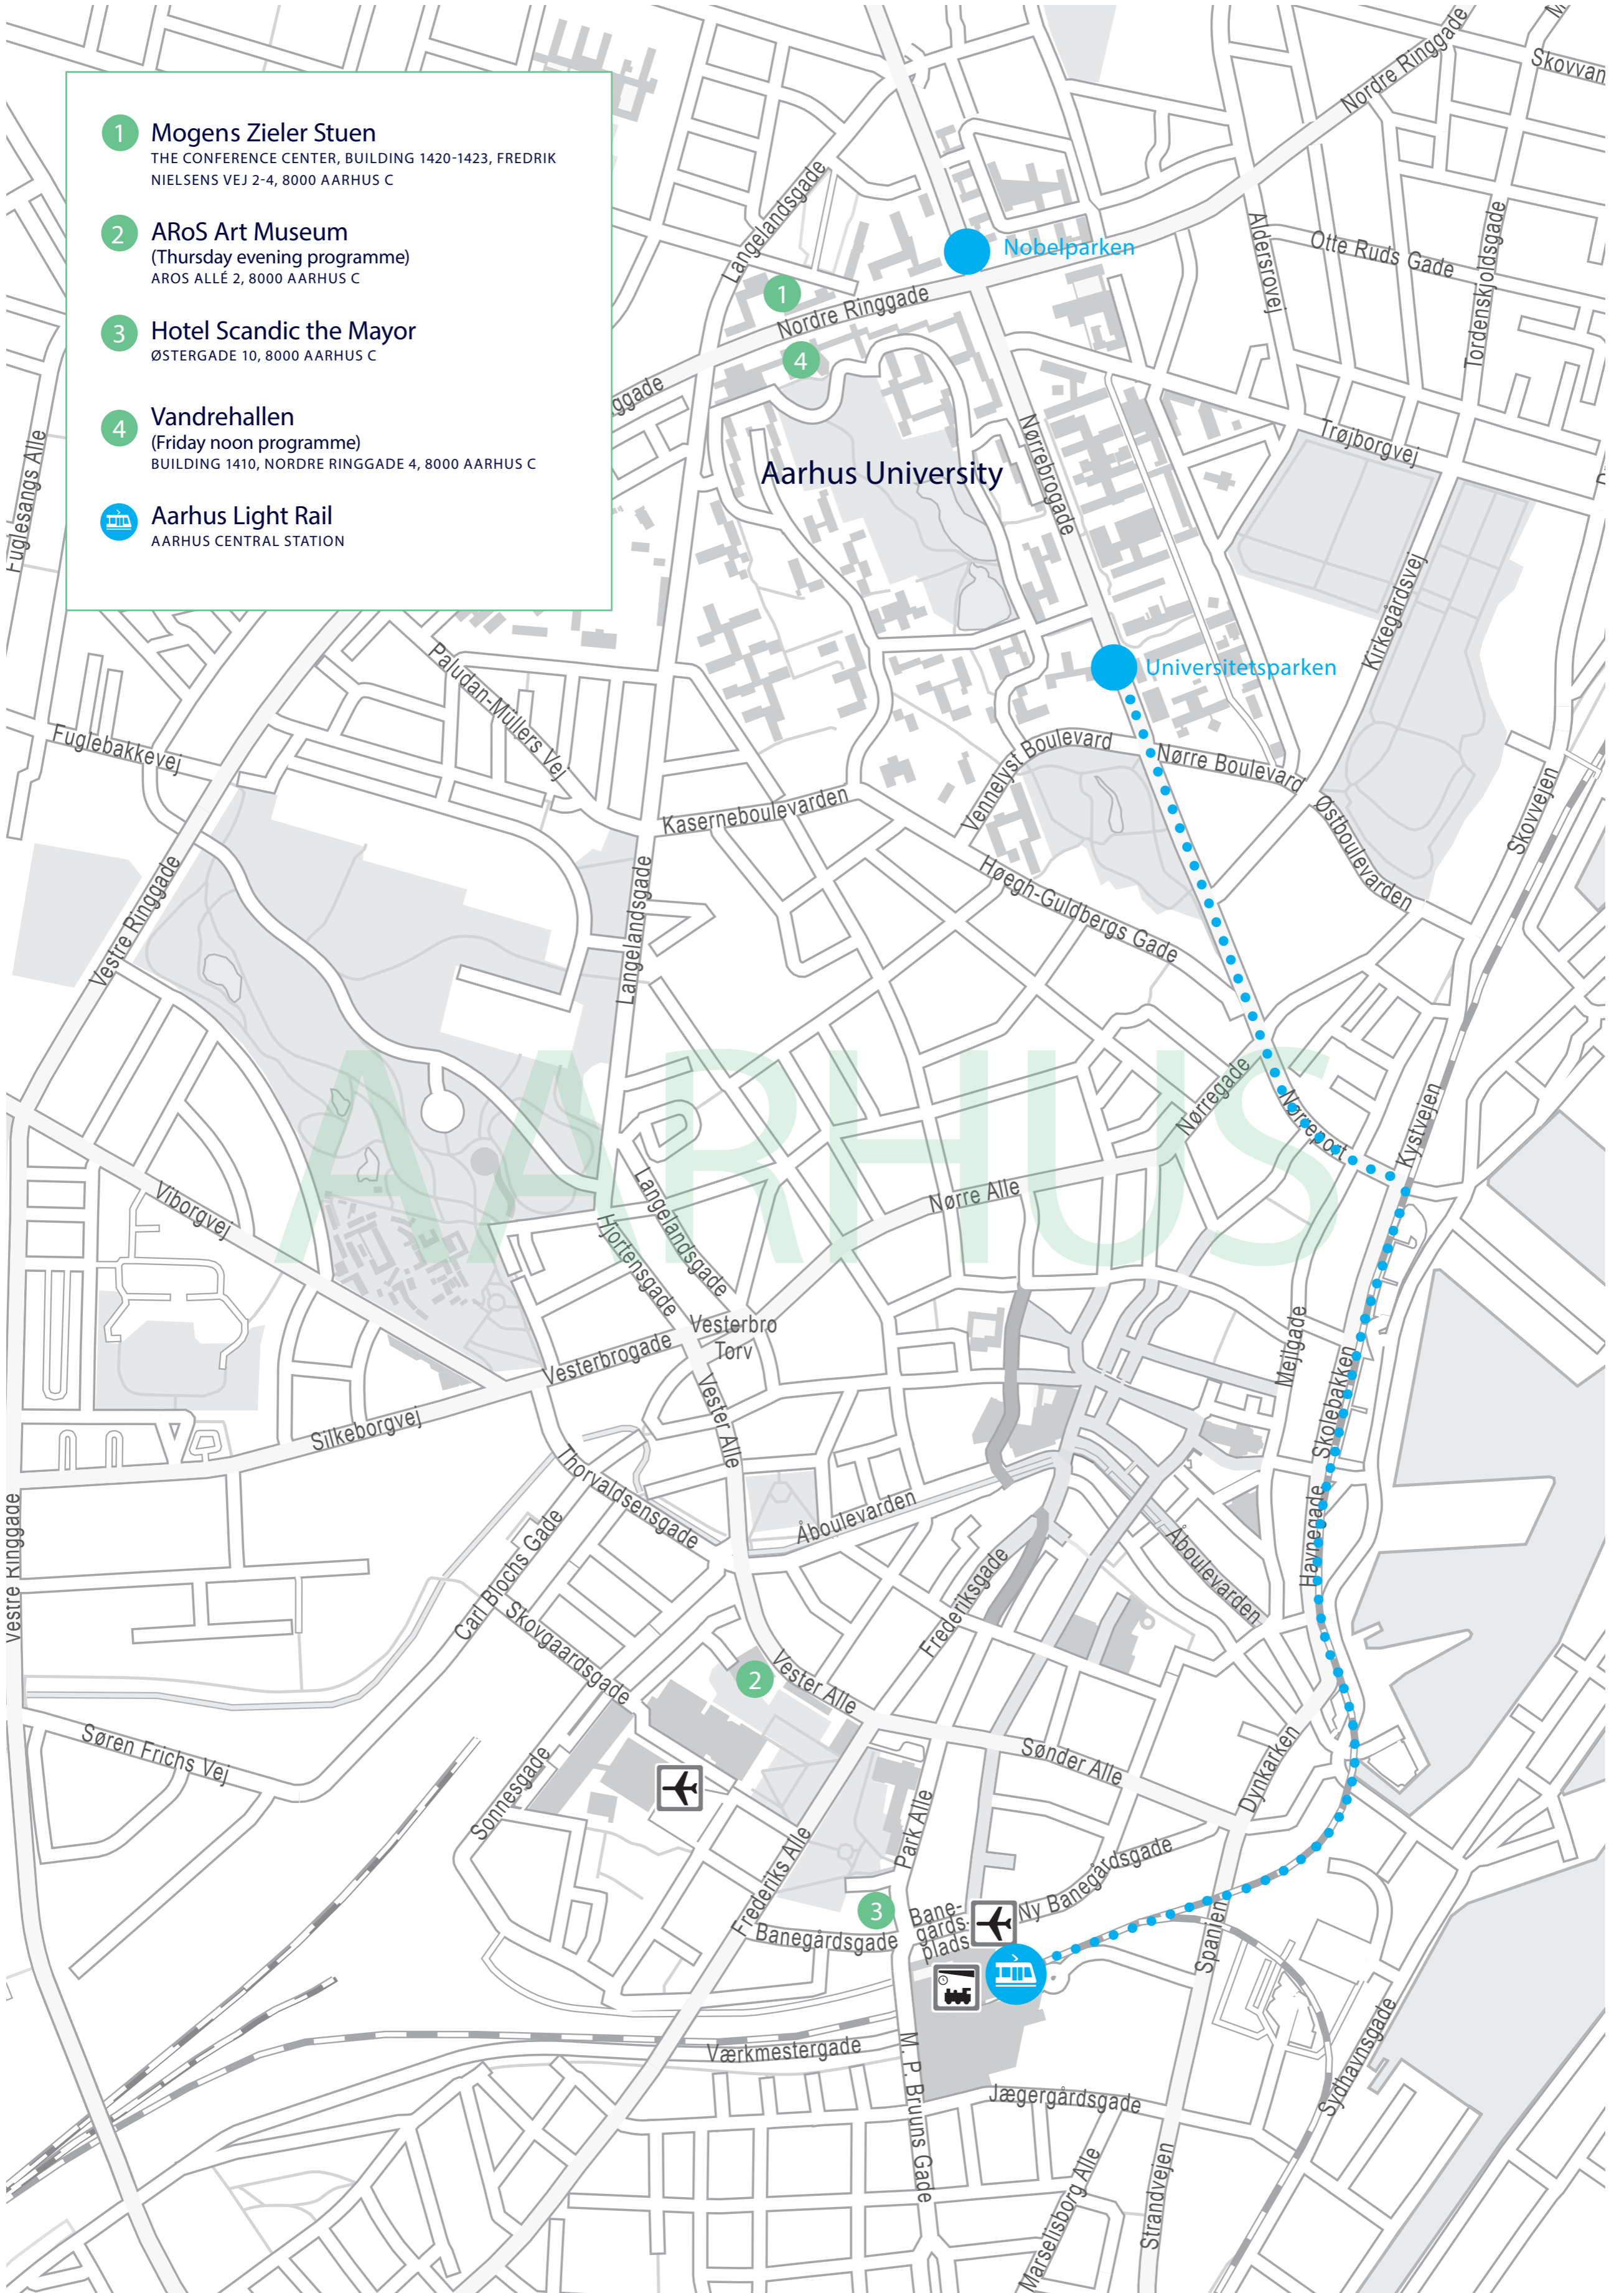 1
Mogens Zieler Stuen
THE CONFERENCE CENTER, BUILDING 1420-1423, FREDRIK
NIELSENS VEJ 2-4, 8000 AARHUS C
2
ARoS Art Museum
(Thursday evening programme)
AROS ALLÉ 2, 8000 AARHUS C
3
Hotel Scandic the Mayor
ØSTERGADE 10, 8000 AARHUS C
4
Vandrehallen
(Friday noon programme)
BUILDING 1410, NORDRE RINGGADE 4, 8000 AARHUS C
Aarhus Light Rail
AARHUS CENTRAL STATION
Nordre Ringgade
Skovvan
Langelandsgade
Nobelparken
Aldersrovej
Otte Ruds Gade
Tordenskjoldsgade
1
Nordre Ringgade
4
ggade
Fuglesangs Alle
Aarhus University
Nørrebrogade
Trøjborgvej
Kirkegårdsvej
Universitetsparken
Paludan-Müllers Vej
Fuglebakkevej
Vennelyst Boulevard
Nørre Boulevard
Kaserneboulevarden
Østboulevarden
Skovvejen
Vestre Ringgade
Langelandsgade
Høegh-Guldbergs Gade
AARHUS
Nørregade
Nørreport
Kystvejen
Viborgvej
Langelandsgade
Hjortensgade
Nørre Alle
Vesterbro
Torv
Vesterbrogade
Mejlgade
Skolebakken
Silkeborgvej
Vester Alle
Thorvaldsensgade
Åboulevarden
Havnegade
Vestre Ringgade
Carl Blochs Gade
Åboulevarden
Frederiksgade
Skovgaardsgade
2
Vester Alle
Søren Frichs Vej
Sønder Alle
Dynkarken
Sonnesgade
Park Alle
Frederiks Alle
Ny Banegårdsgade
3
Bane-
gårds-
plads
Banegårdsgade
Spanien
Værkmestergade
M. P. Bruuns Gade
Jægergårdsgade
Sydhavnsgade
Marselisborg Alle
Strandvejen